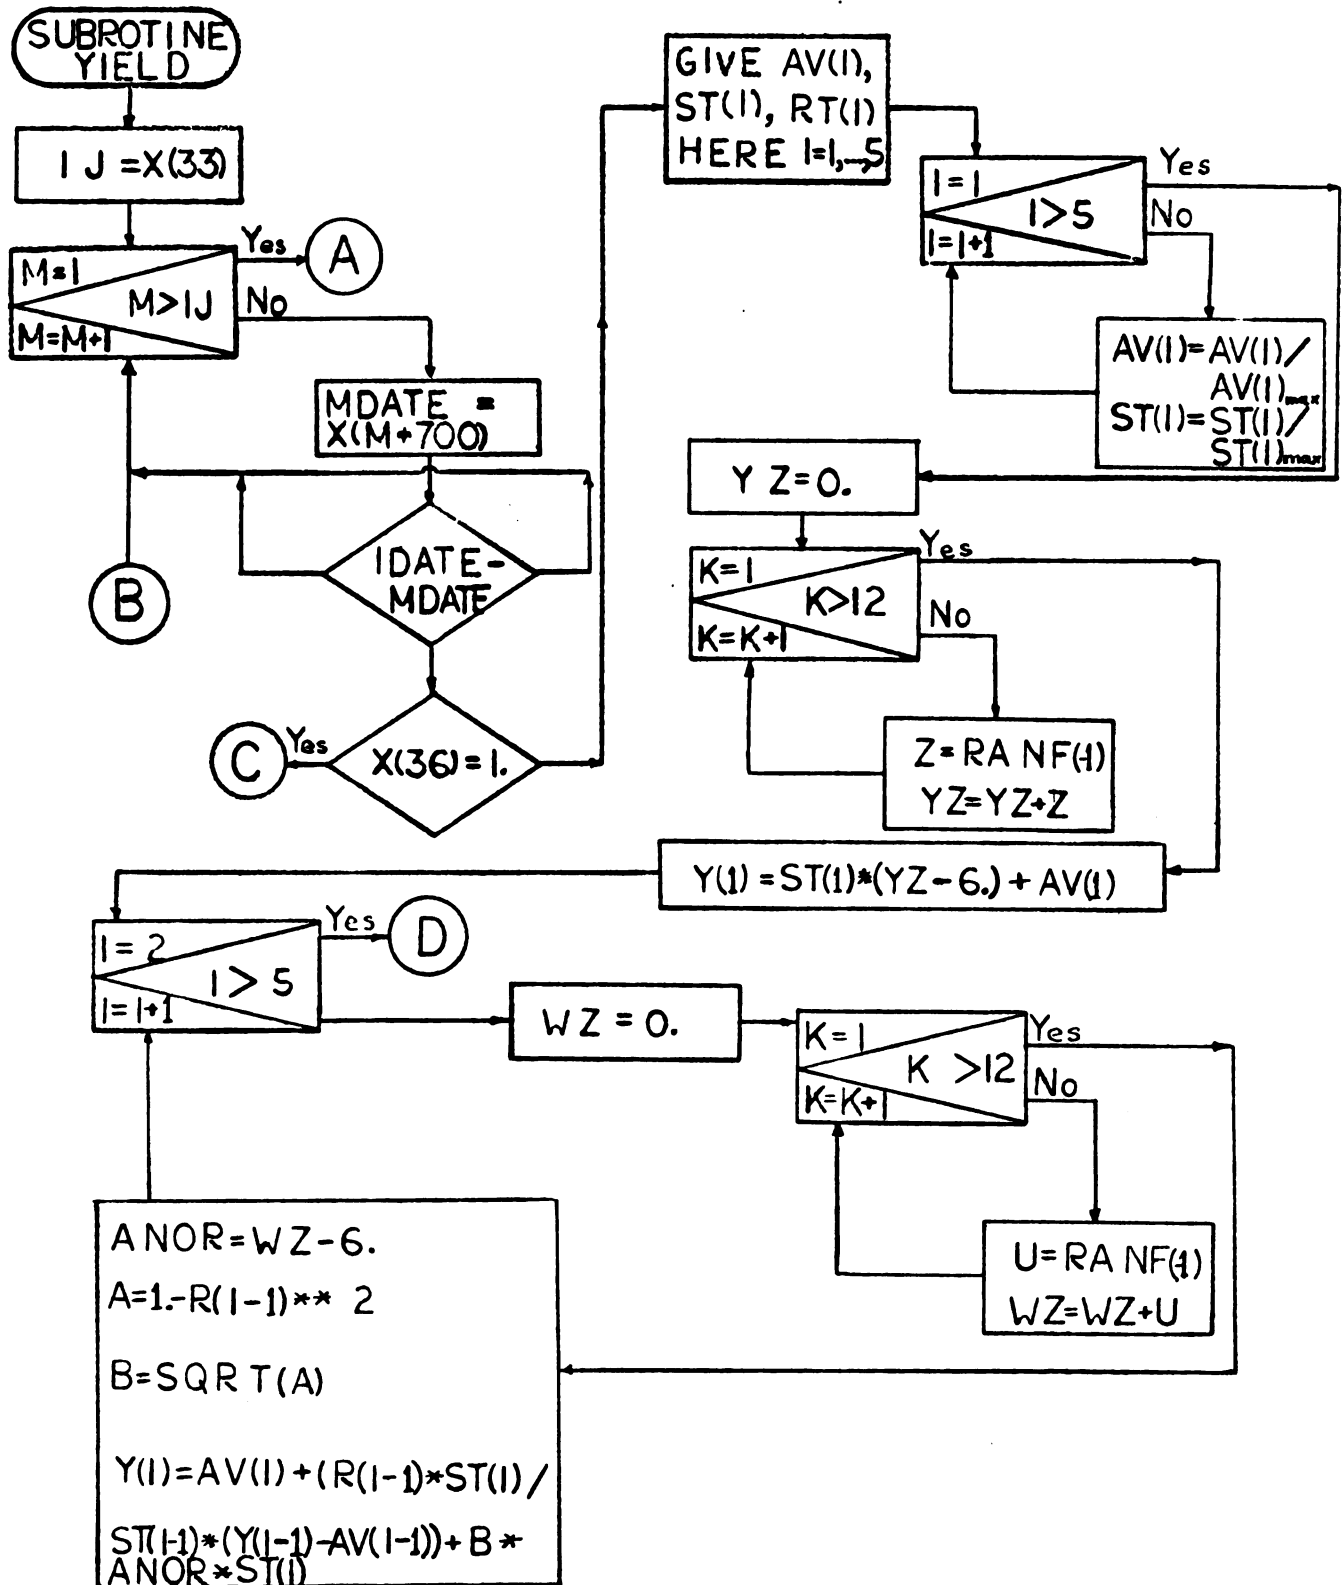 SUBROTINE
YIELD
IJ=X(33)
M=1
M>IJ
M=M+1
Yes
A
No
MDATE =
X(M+700)
IDATE-
MDATE
B
X(36)=1.
Yes
C
GIVE AV(I),
ST(I), RT(I)
HERE I=1,--,5
I=1
I>5
I=I+1
Yes
No
AV(I)=AV(I)/
AV(I)max
ST(I)=ST(I)/
ST(I)max
YZ=0.
K=1
K>12
K=K+1
Yes
No
Z=RANF(-1)
YZ=YZ+Z
Y(1)=ST(1)*(YZ-6.)+AV(1)
I=2
I>5
I=I+1
Yes
D
WZ=0.
K=1
K>12
K=K+1
Yes
No
U=RANF(-1)
WZ=WZ+U
ANOR=WZ-6.
A=1.-R(I-1)**2
B=SQRT(A)
Y(I)=AV(I)+(R(I-1)*ST(I)/
ST(I-1)*(Y(I-1)-AV(I-1))+B*
ANOR*ST(I)